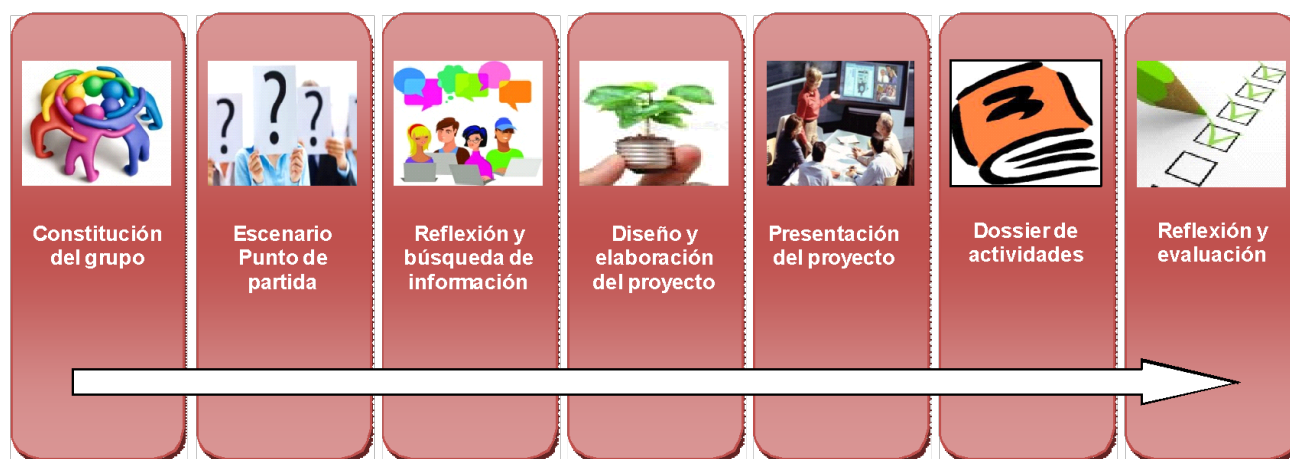 ?
?
?
Constitución
del grupo
Escenario
Punto de
partida
Reflexión y
búsqueda de
información
Diseño y
elaboración
del proyecto
Presentación
del proyecto
Dossier de
actividades
Reflexión y
evaluación